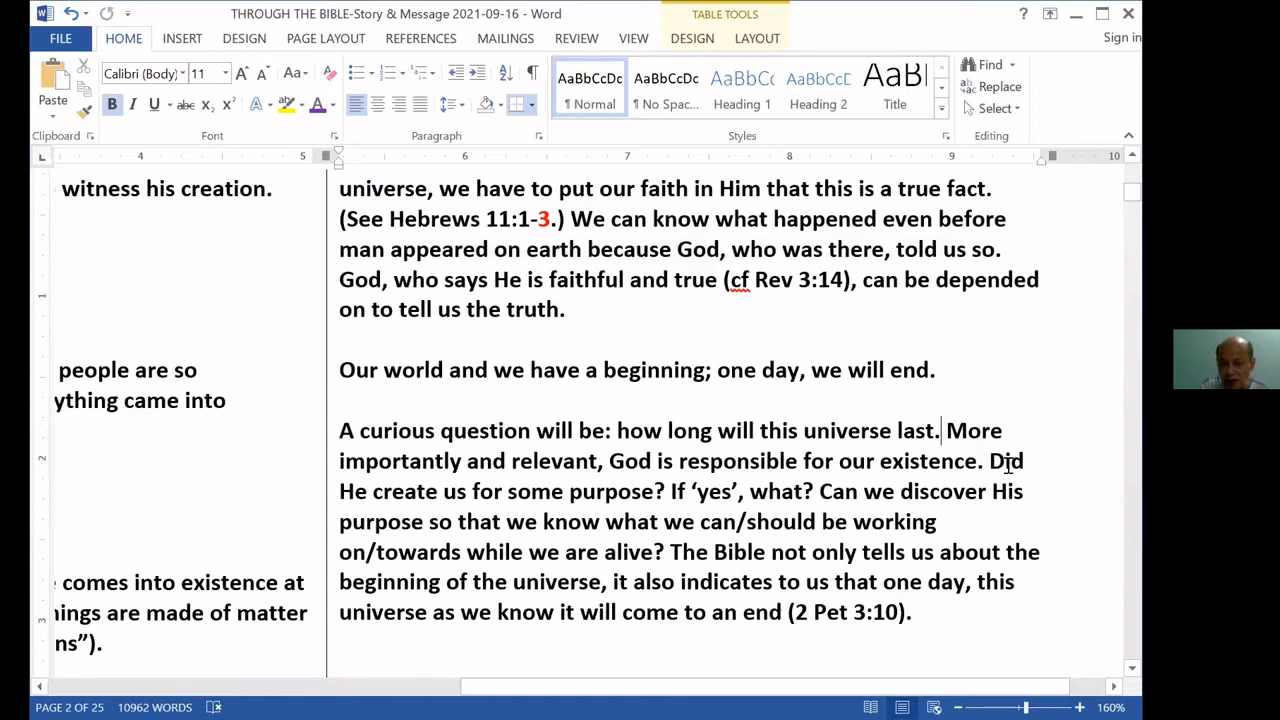 THROUGH THE BIBLE-Story & Message 2021-09-16 - Word
TABLE TOOLS
?
FILE HOME INSERT DESIGN PAGE LAYOUT REFERENCES MAILINGS REVIEW VIEW DESIGN LAYOUT Sign in
Calibri (Body) 11
Paste
AaBbCcDc AaBbCcDc AaBbCc AaBbCcD AaBl
¶ Normal ¶ No Spac... Heading 1 Heading 2 Title
Find
Replace
Select
Clipboard Font Paragraph Styles Editing
4 5 6 7 8 9 10
witness his creation.
people are so
ything came into
comes into existence at
ings are made of matter
ns”).
universe, we have to put our faith in Him that this is a true fact.
(See Hebrews 11:1-3.) We can know what happened even before
man appeared on earth because God, who was there, told us so.
God, who says He is faithful and true (cf Rev 3:14), can be depended
on to tell us the truth.
Our world and we have a beginning; one day, we will end.
A curious question will be: how long will this universe last. More
importantly and relevant, God is responsible for our existence. Did
He create us for some purpose? If ‘yes’, what? Can we discover His
purpose so that we know what we can/should be working
on/towards while we are alive? The Bible not only tells us about the
beginning of the universe, it also indicates to us that one day, this
universe as we know it will come to an end (2 Pet 3:10).
1
2
3
PAGE 2 OF 25 10962 WORDS 160%